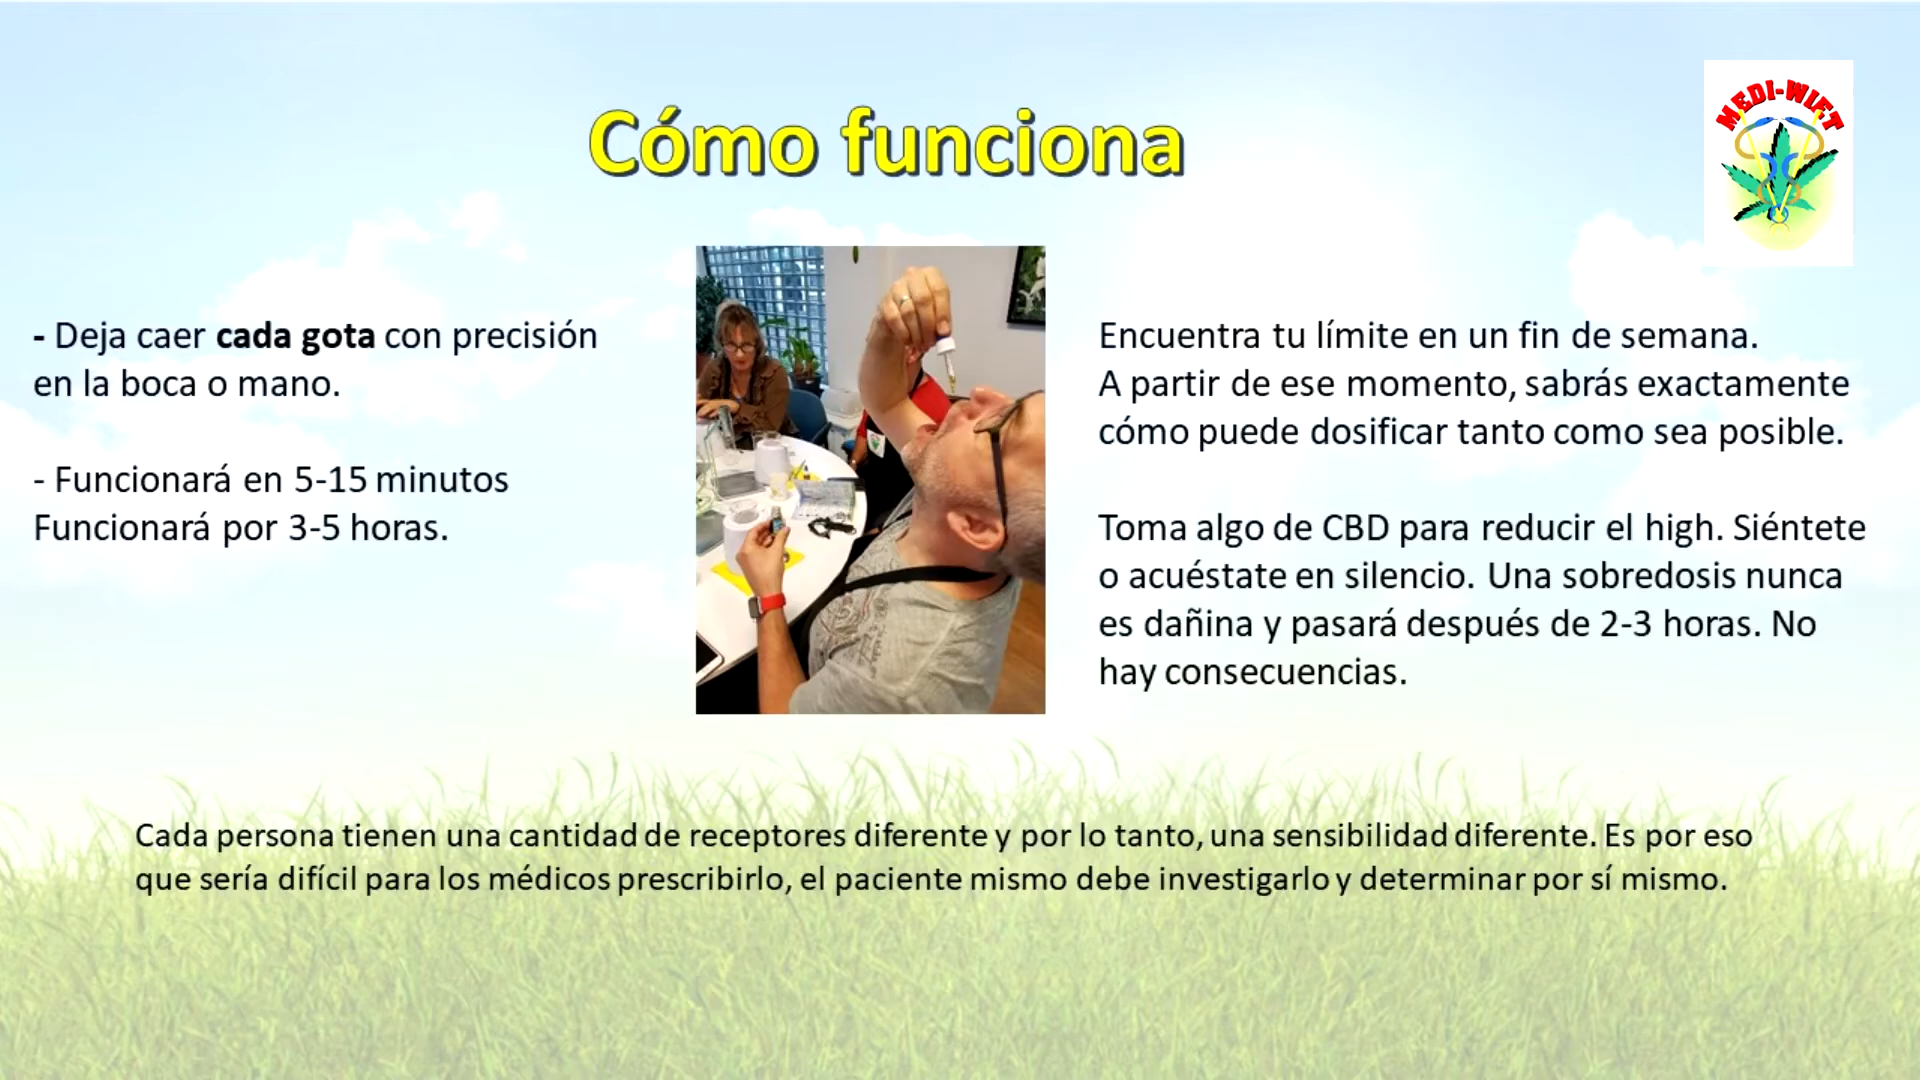 Cómo funciona
MEDI-WIET
- Deja caer cada gota con precisión
en la boca o mano.
- Funcionará en 5-15 minutos
Funcionará por 3-5 horas.
Encuentra tu límite en un fin de semana.
A partir de ese momento, sabrás exactamente
cómo puede dosificar tanto como sea posible.
Toma algo de CBD para reducir el high. Siéntete
o acuéstate en silencio. Una sobredosis nunca
es dañina y pasará después de 2-3 horas. No
hay consecuencias.
Cada persona tienen una cantidad de receptores diferente y por lo tanto, una sensibilidad diferente. Es por eso
que sería difícil para los médicos prescribirlo, el paciente mismo debe investigarlo y determinar por sí mismo.